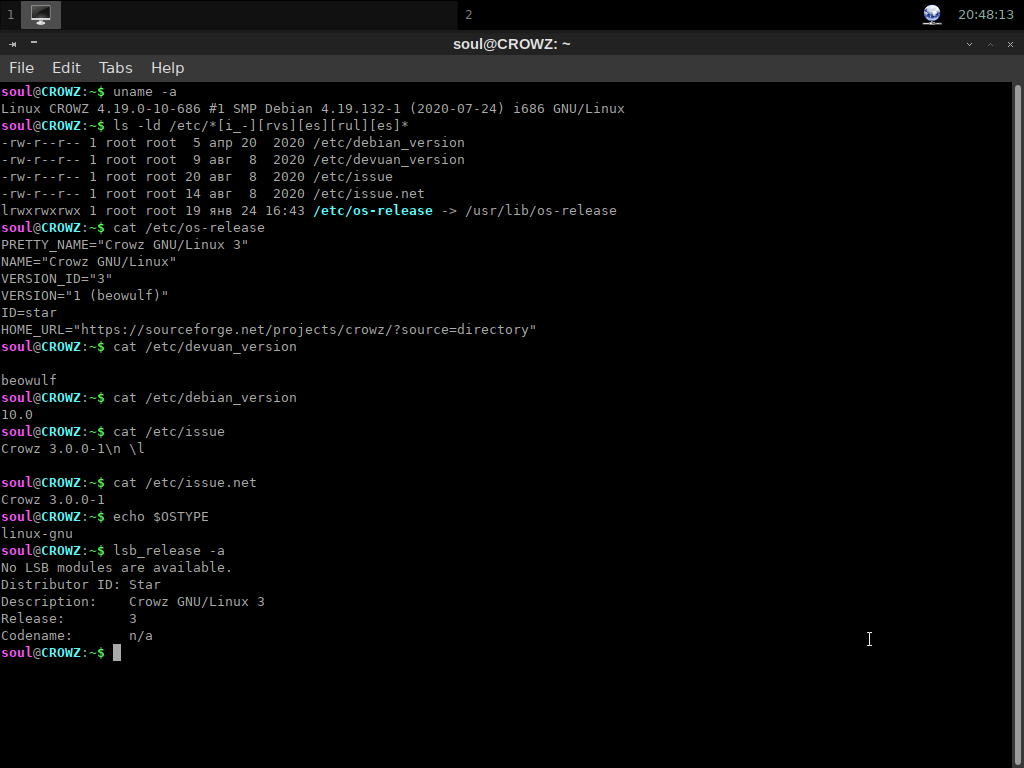 1
2
20:48:13
soul@CROWZ: ~
File Edit Tabs Help
soul@CROWZ:~$ uname -a
Linux CROWZ 4.19.0-10-686 #1 SMP Debian 4.19.132-1 (2020-07-24) i686 GNU/Linux
soul@CROWZ:~$ ls -ld /etc/*[i_-][rvs][es][rul][es]*
-rw-r--r-- 1 root root  5 апр 20  2020 /etc/debian_version
-rw-r--r-- 1 root root  9 авг  8  2020 /etc/devuan_version
-rw-r--r-- 1 root root 20 авг  8  2020 /etc/issue
-rw-r--r-- 1 root root 14 авг  8  2020 /etc/issue.net
lrwxrwxrwx 1 root root 19 янв 24 16:43 /etc/os-release -> /usr/lib/os-release
soul@CROWZ:~$ cat /etc/os-release
PRETTY_NAME="Crowz GNU/Linux 3"
NAME="Crowz GNU/Linux"
VERSION_ID="3"
VERSION="1 (beowulf)"
ID=star
HOME_URL="https://sourceforge.net/projects/crowz/?source=directory"
soul@CROWZ:~$ cat /etc/devuan_version
beowulf
soul@CROWZ:~$ cat /etc/debian_version
10.0
soul@CROWZ:~$ cat /etc/issue
Crowz 3.0.0-1\n \l
soul@CROWZ:~$ cat /etc/issue.net
Crowz 3.0.0-1
soul@CROWZ:~$ echo $OSTYPE
linux-gnu
soul@CROWZ:~$ lsb_release -a
No LSB modules are available.
Distributor ID: Star
Description:    Crowz GNU/Linux 3
Release:        3
Codename:       n/a
soul@CROWZ:~$